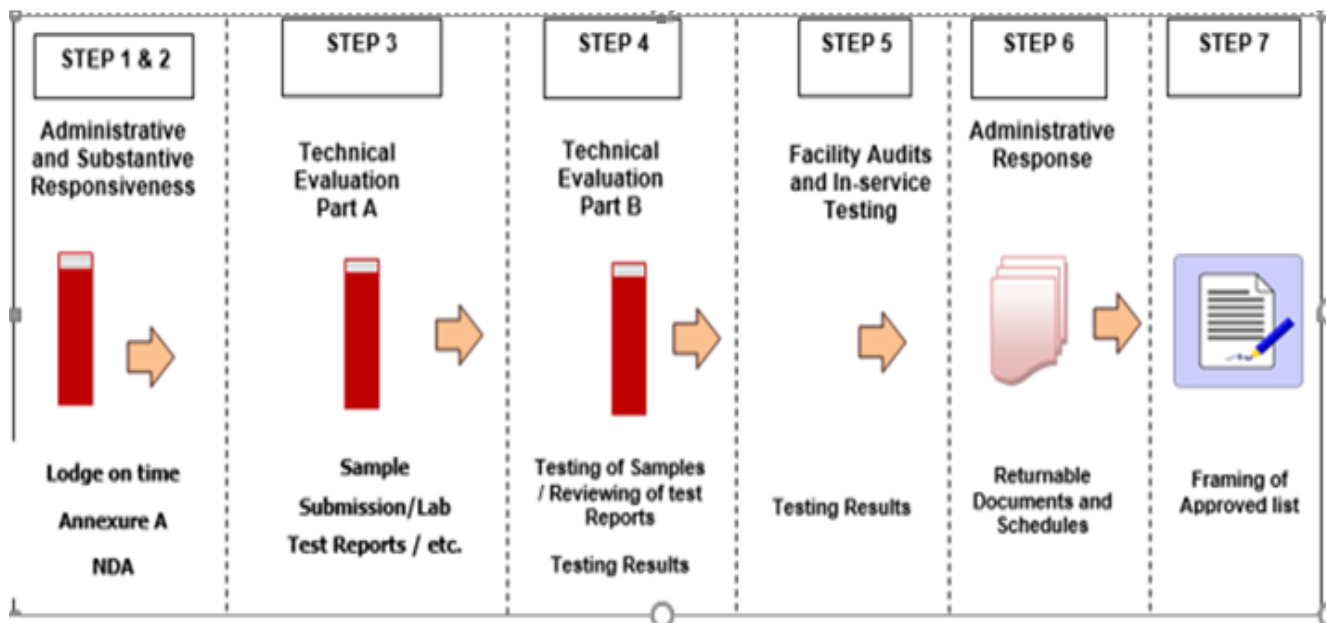 STEP 1 & 2
Administrative
and Substantive
Responsiveness
Lodge on time
Annexure A
NDA
STEP 3
Technical
Evaluation
Part A
Sample
Submission/Lab
Test Reports / etc.
STEP 4
Technical
Evaluation
Part B
Testing of Samples
/ Reviewing of test
Reports
Testing Results
STEP 5
Facility Audits
and In-service
Testing
Testing Results
STEP 6
Administrative
Response
Returnable
Documents and
Schedules
STEP 7
Framing of
Approved list